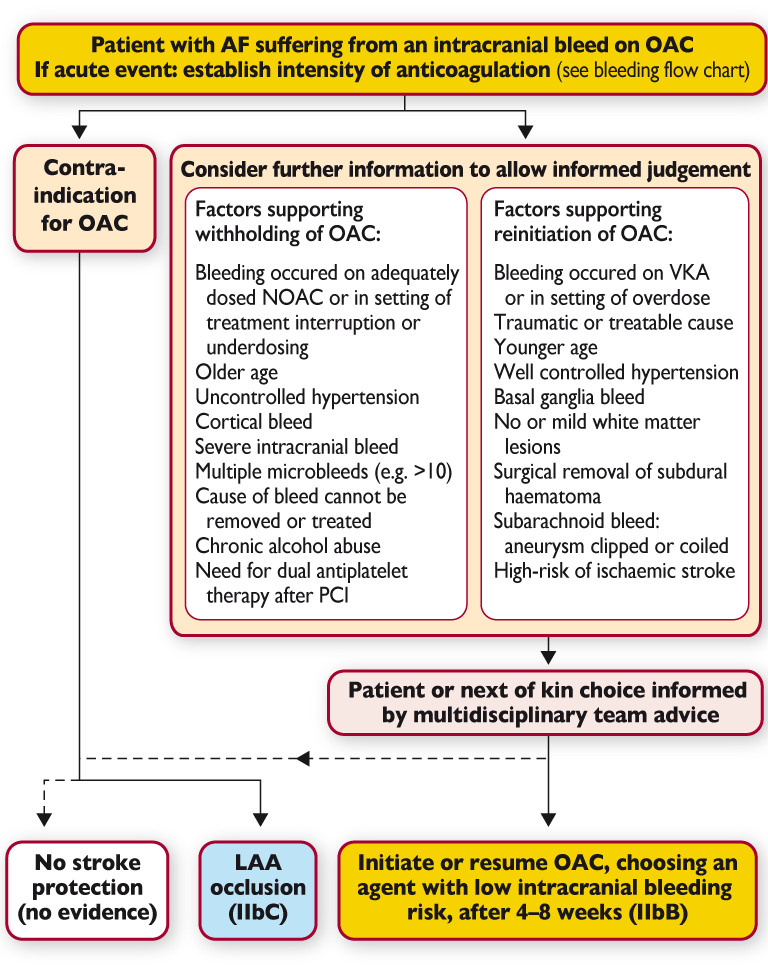 Patient with AF suffering from an intracranial bleed on OAC
If acute event: establish intensity of anticoagulation (see bleeding flow chart)
Contra-
indication
for OAC
Consider further information to allow informed judgement
Factors supporting
withholding of OAC:
Bleeding occured on adequately
dosed NOAC or in setting of
treatment interruption or
underdosing
Older age
Uncontrolled hypertension
Cortical bleed
Severe intracranial bleed
Multiple microbleeds (e.g. >10)
Cause of bleed cannot be
removed or treated
Chronic alcohol abuse
Need for dual antiplatelet
therapy after PCI
Factors supporting
reinitiation of OAC:
Bleeding occured on VKA
or in setting of overdose
Traumatic or treatable cause
Younger age
Well controlled hypertension
Basal ganglia bleed
No or mild white matter
lesions
Surgical removal of subdural
haematoma
Subarachnoid bleed:
aneurysm clipped or coiled
High-risk of ischaemic stroke
Patient or next of kin choice informed
by multidisciplinary team advice
No stroke
protection
(no evidence)
LAA
occlusion
(IIbC)
Initiate or resume OAC, choosing an
agent with low intracranial bleeding
risk, after 4–8 weeks (IIbB)